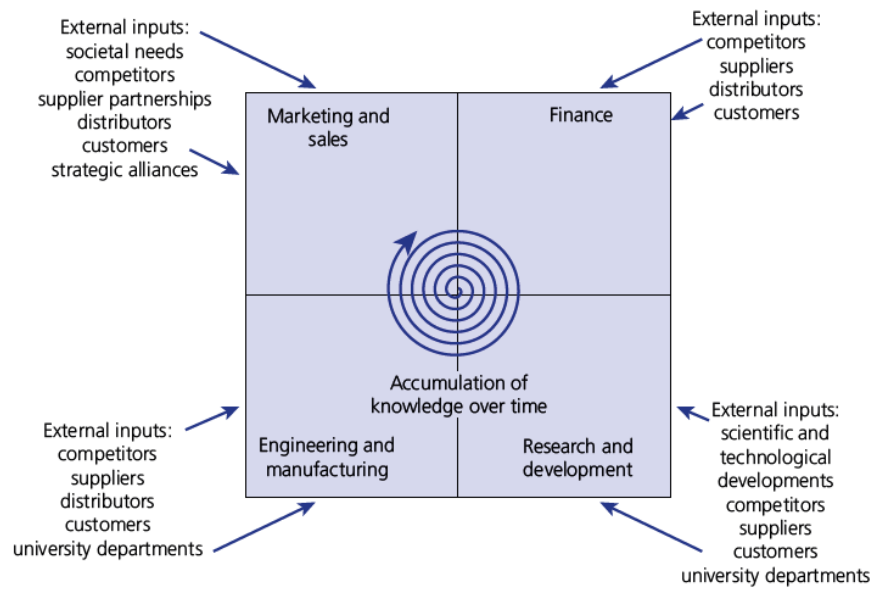 External inputs:
societal needs
competitors
supplier partnerships
distributors
customers
strategic alliances
External inputs:
competitors
suppliers
distributors
customers
Marketing and
sales
Finance
Accumulation of
knowledge over time
Engineering and
manufacturing
Research and
development
External inputs:
competitors
suppliers
distributors
customers
university departments
External inputs:
scientific and
technological
developments
competitors
suppliers
customers
university departments